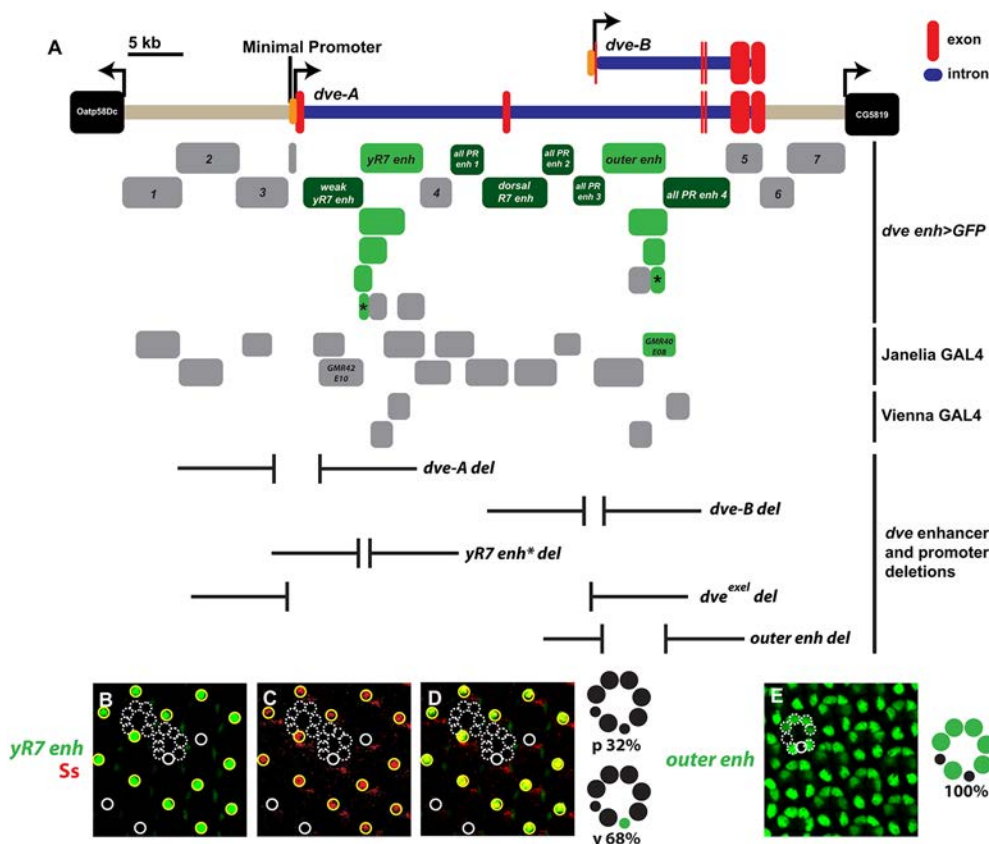 A
5 kb
Minimal Promoter
dve-B
exon
intron
Oatp58Dc
dve-A
CG5819
2
yR7 enh
all PR
enh 1
all PR
enh 2
outer enh
5
7
1
3
weak
yR7 enh
4
dorsal
R7 enh
all PR
enh 3
all PR enh 4
6
dve enh>GFP
*
*
GMR40
E08
GMR42
E10
Janelia GAL4
Vienna GAL4
dve-A del
dve-B del
yR7 enh* del
dve exel del
outer enh del
dve enhancer
and promoter
deletions
B
C
D
E
yR7 enh
Ss
p 32%
y 68%
outer enh
100%